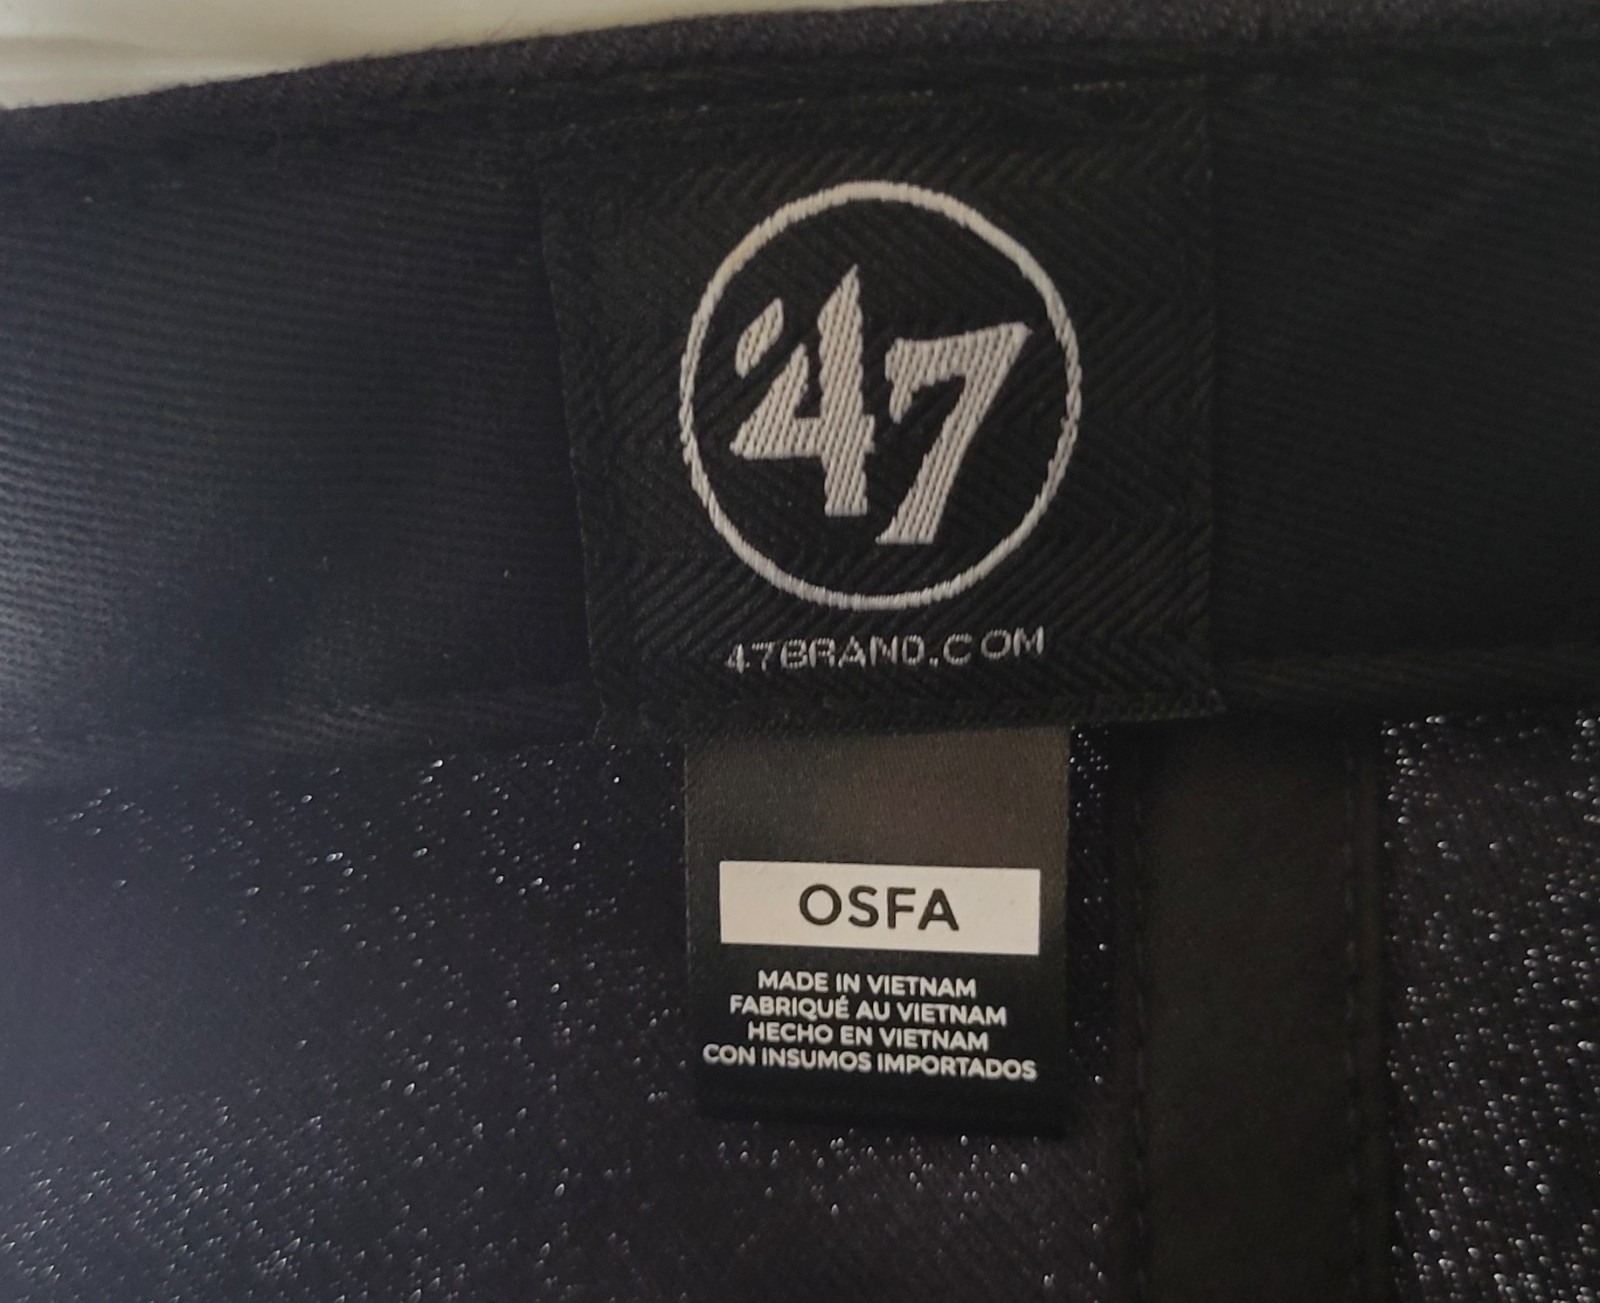 '47
47BRAND.COM
OSFA
MADE IN VIETNAM
FABRIQUÉ AU VIETNAM
HECHO EN VIETNAM
CON INSUMOS IMPORTADOS